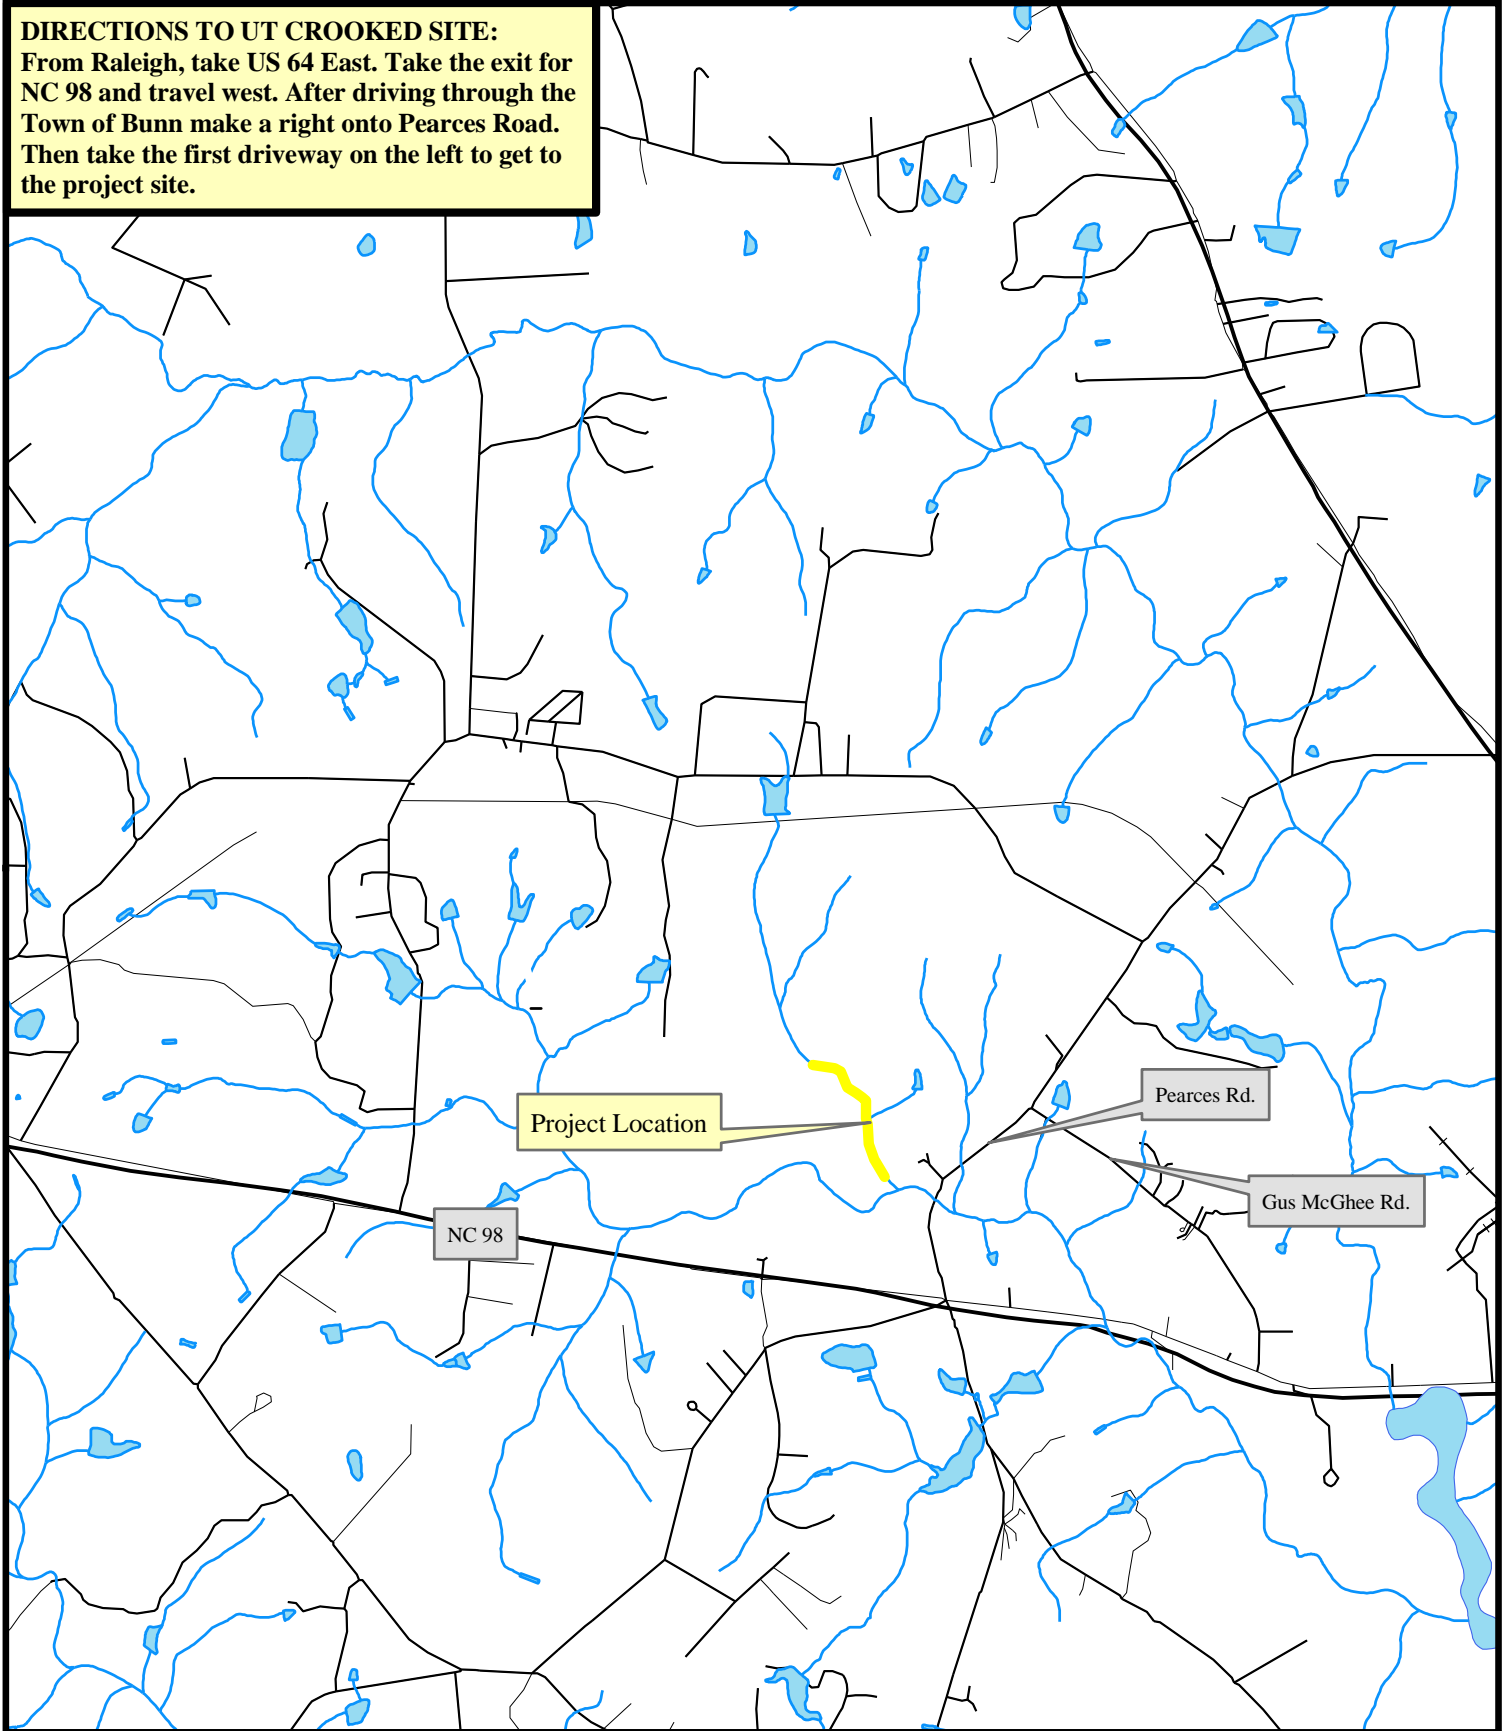 DIRECTIONS TO UT CROOKED SITE:
From Raleigh, take US 64 East. Take the exit for
NC 98 and travel west. After driving through the
Town of Bunn make a right onto Pearces Road.
Then take the first driveway on the left to get to
the project site.
Pearces Rd.
Project Location
Gus McGhee Rd.
NC 98